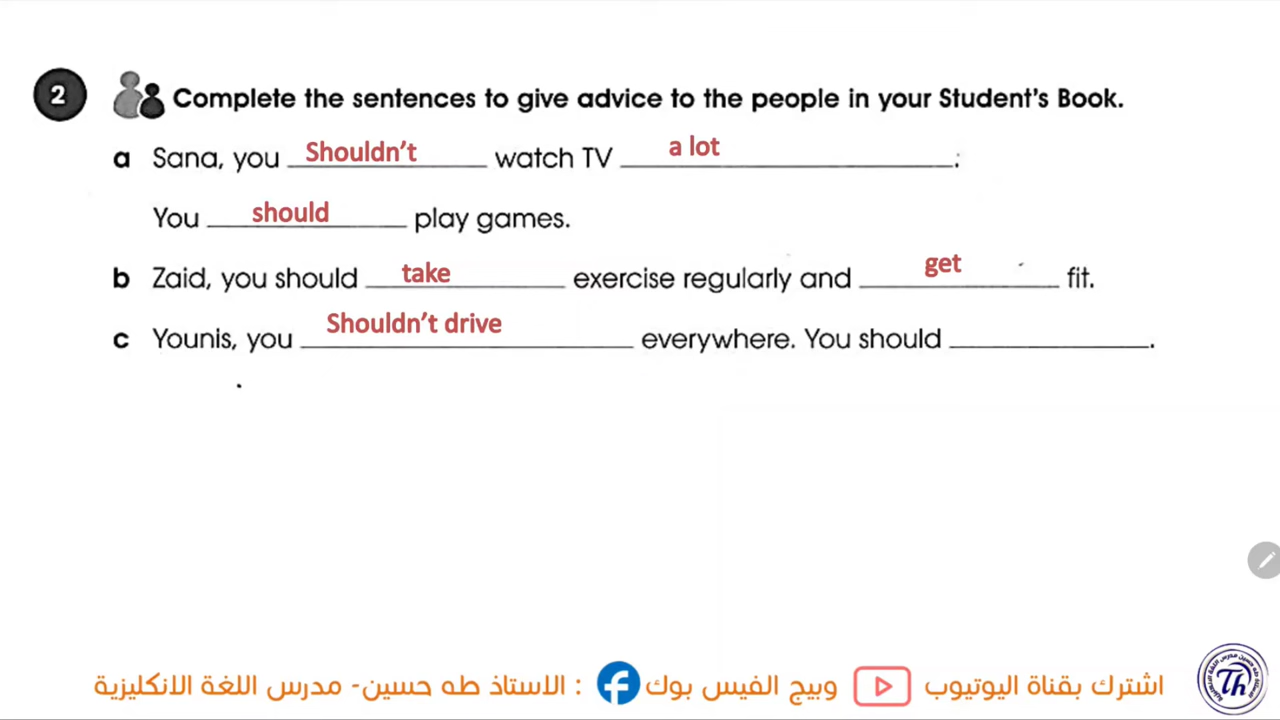 2 Complete the sentences to give advice to the people in your Student's Book.
a Sana, you Shouldn't watch TV a lot.
You should play games.
b Zaid, you should take exercise regularly and get fit.
c Younis, you Shouldn't drive everywhere. You should .
اشترك بقناة اليوتيوب وبيج الفيس بوك : الاستاذ طه حسين- مدرس اللغة الانكليزية
Th